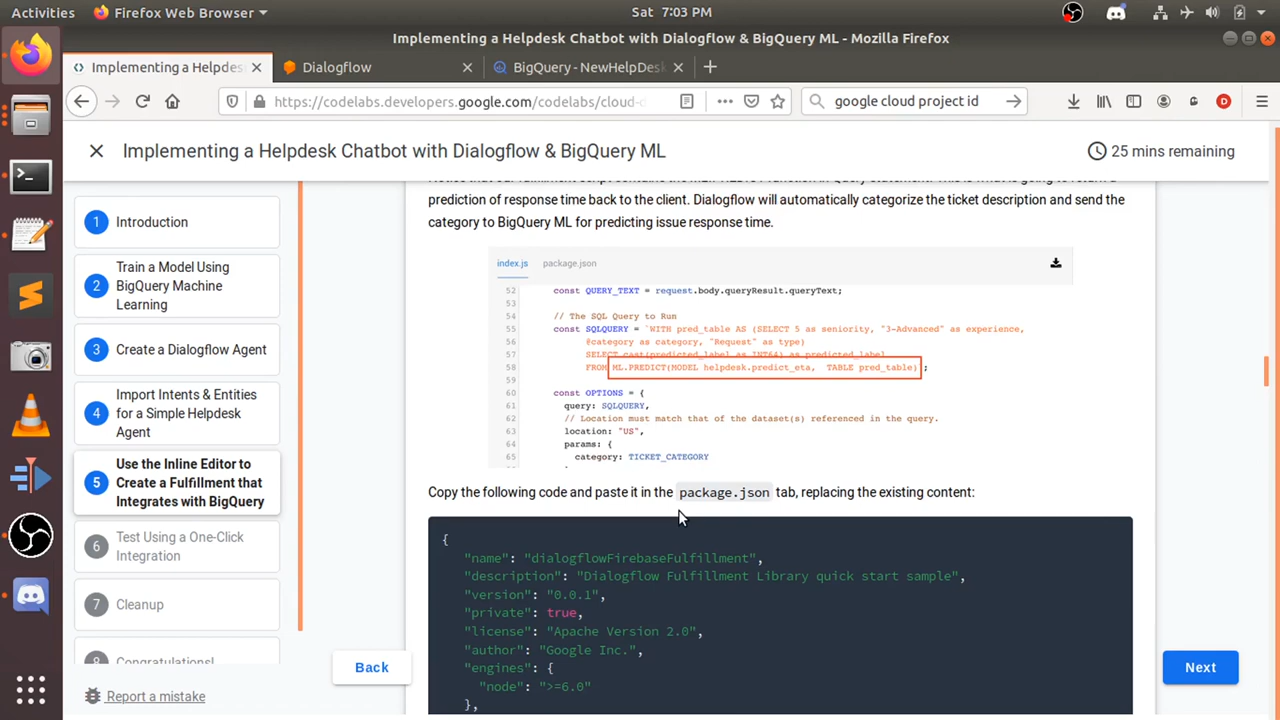 Activities
Firefox Web Browser
Sat 7:03 PM
Implementing a Helpdesk Chatbot with Dialogflow & BigQuery ML - Mozilla Firefox
Implementing a Helpdes
Dialogflow
BigQuery - NewHelpDesk
https://codelabs.developers.google.com/codelabs/cloud-
google cloud project id
Implementing a Helpdesk Chatbot with Dialogflow & BigQuery ML
25 mins remaining
1 Introduction
2 Train a Model Using
BigQuery Machine
Learning
3 Create a Dialogflow Agent
4 Import Intents & Entities
for a Simple Helpdesk
Agent
5 Use the Inline Editor to
Create a Fulfillment that
Integrates with BigQuery
6 Test Using a One-Click
Integration
7 Cleanup
8 Congratulations!
Report a mistake
prediction of response time back to the client. Dialogflow will automatically categorize the ticket description and send the
category to BigQuery ML for predicting issue response time.
index.js package.json
52 const QUERY_TEXT = request.body.queryResult.queryText;
53
54 // The SQL Query to Run
55 const SQLQUERY = `WITH pred_table AS (SELECT 5 as seniority, "3-Advanced" as experience,
56 @category as category, "Request" as type)
57 SELECT cast(predicted_label as INT64) as predicted_label
58 FROM ML.PREDICT(MODEL helpdesk.predict_eta, TABLE pred_table)`;
59
60 const OPTIONS = {
61 query: SQLQUERY,
62 // Location must match that of the dataset(s) referenced in the query.
63 location: "US",
64 params: {
65 category: TICKET_CATEGORY
Copy the following code and paste it in the package.json tab, replacing the existing content:
{
"name": "dialogflowFirebaseFulfillment",
"description": "Dialogflow Fulfillment Library quick start sample",
"version": "0.0.1",
"private": true,
"license": "Apache Version 2.0",
"author": "Google Inc.",
"engines": {
"node": ">=6.0"
},
Back
Next